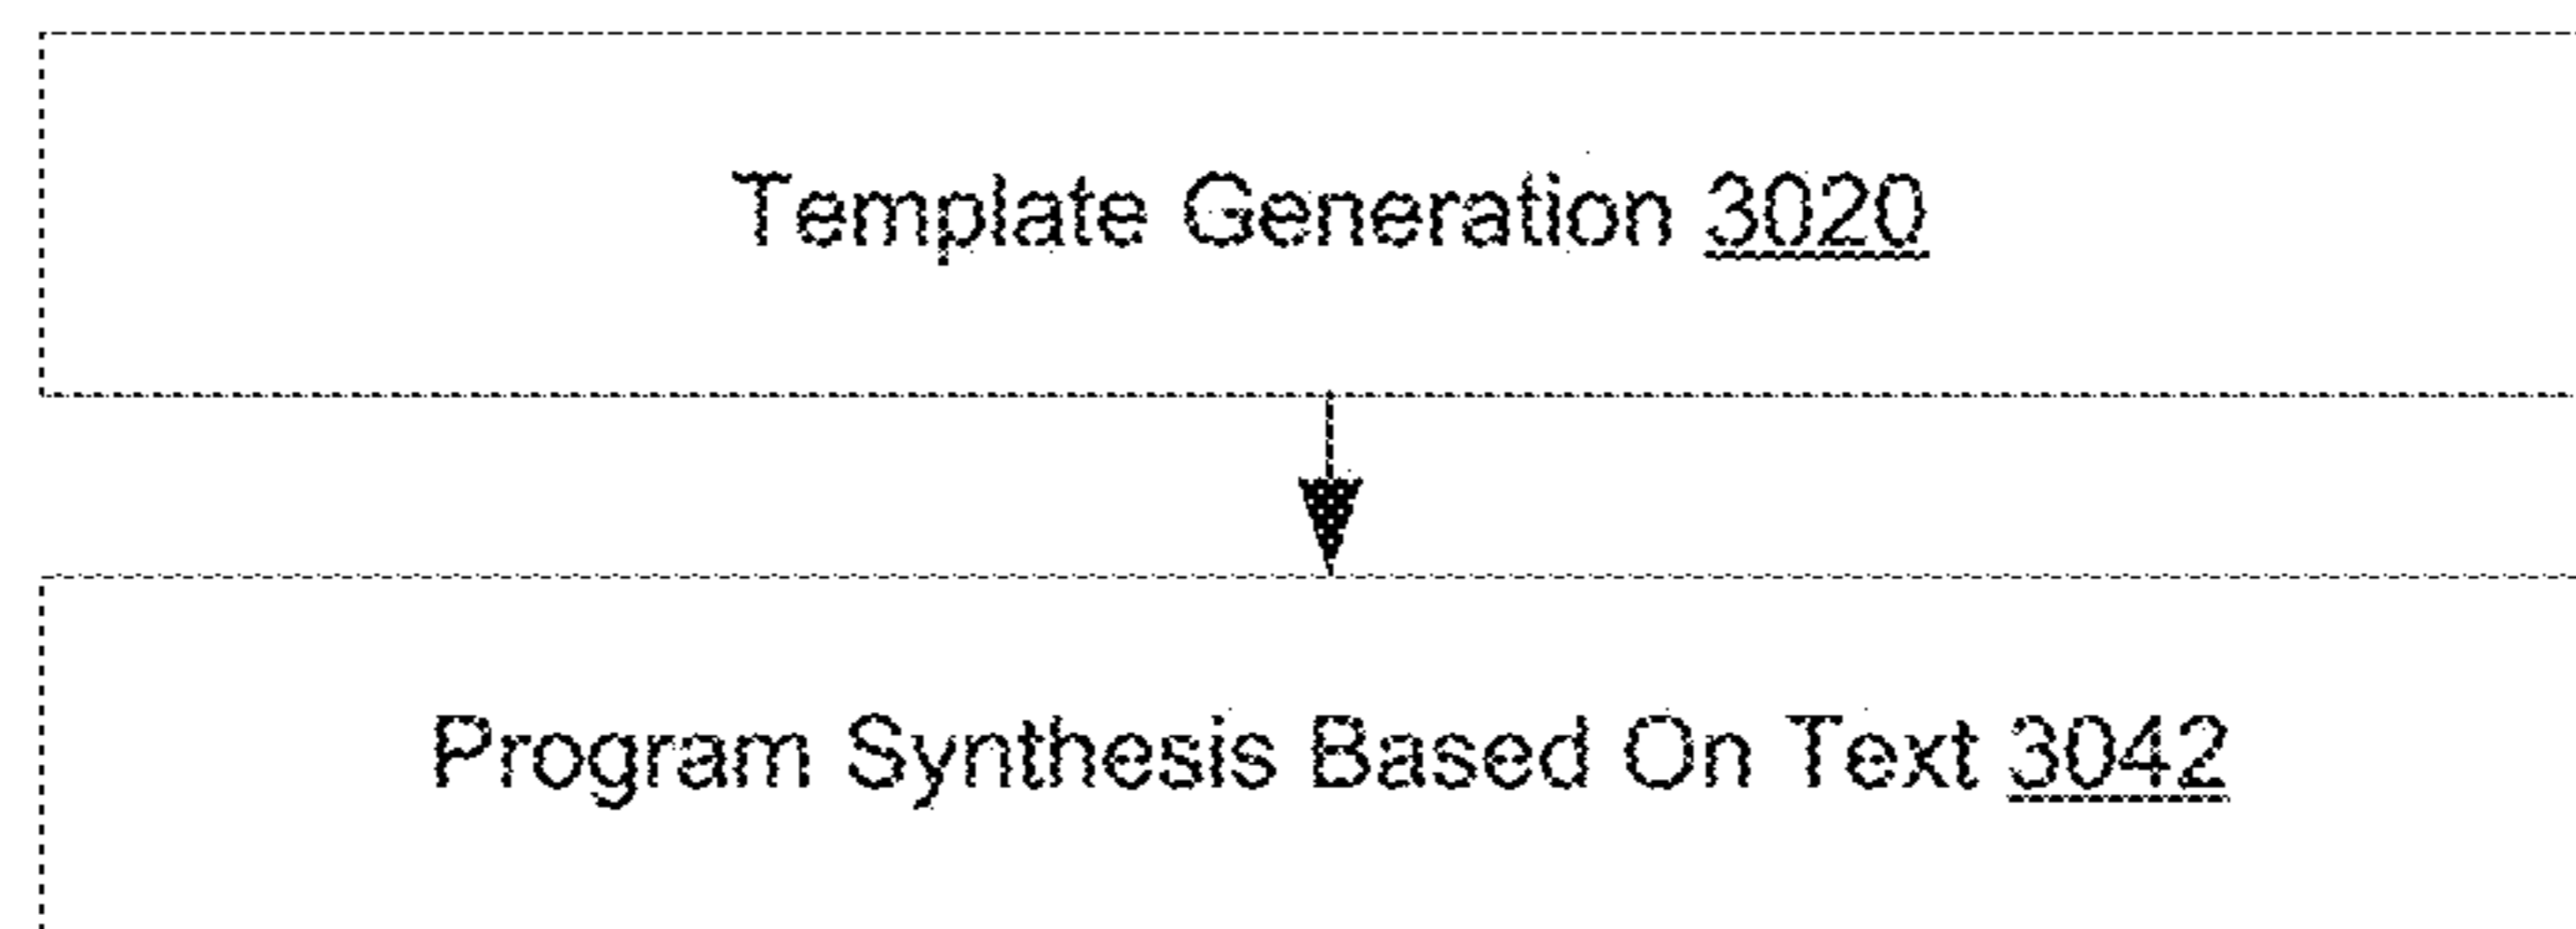 Template Generation 3020
Program Synthesis Based On Text 3042